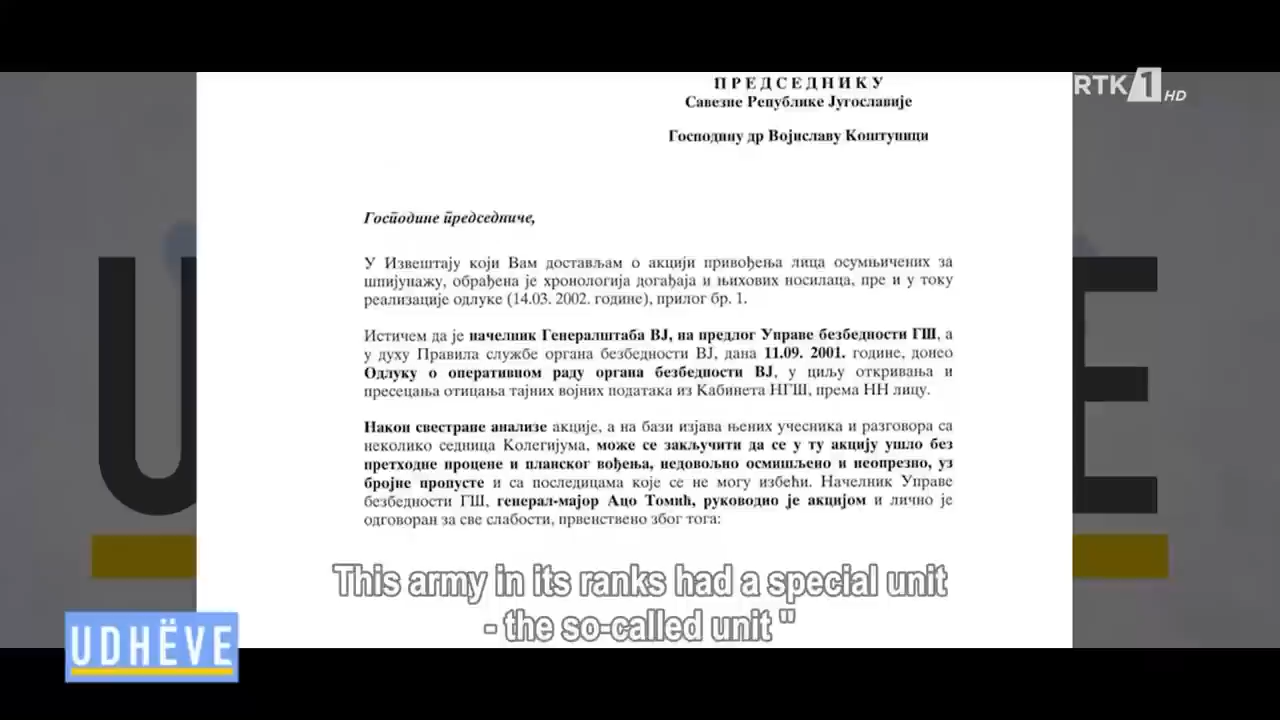 ПРЕДСЕДНИКУ
Савезне Републике Југославије
Господину др Војиславу Коштуници
RTK 1 HD
Господине председниче,
У Извештају који Вам достављам о акцији привођења лица осумњичених за
шпијунажу, обрађена је хронологија догађаја и њихових носилаца, пре и у току
реализације одлуке (14.03. 2002. године), прилог бр. 1.
Истичем да је начелник Генералштаба ВЈ, на предлог Управе безбедности ГШ, а
у духу Правила службе органа безбедности ВЈ, дана 11.09. 2001. године, донео
Одлуку о оперативном раду органа безбедности ВЈ, у циљу откривања и
пресецања отицања тајних војних података из Кабинета НГШ, према НН лицу.
Након свестране анализе акције, а на бази изјава њених учесника и разговора са
неколико седница Колегијума, може се закључити да се у ту акцију ушло без
претходне процене и планског вођења, недовољно осмишљено и неопрезно, уз
бројне пропусте и са последицама које се не могу избећи. Начелник Управе
безбедности ГШ, генерал-мајор Ацо Томић, руководио је акцијом и лично је
одговоран за све слабости, првенствено због тога:
This army in its ranks had a special unit
- the so-called unit "
UDHËVE